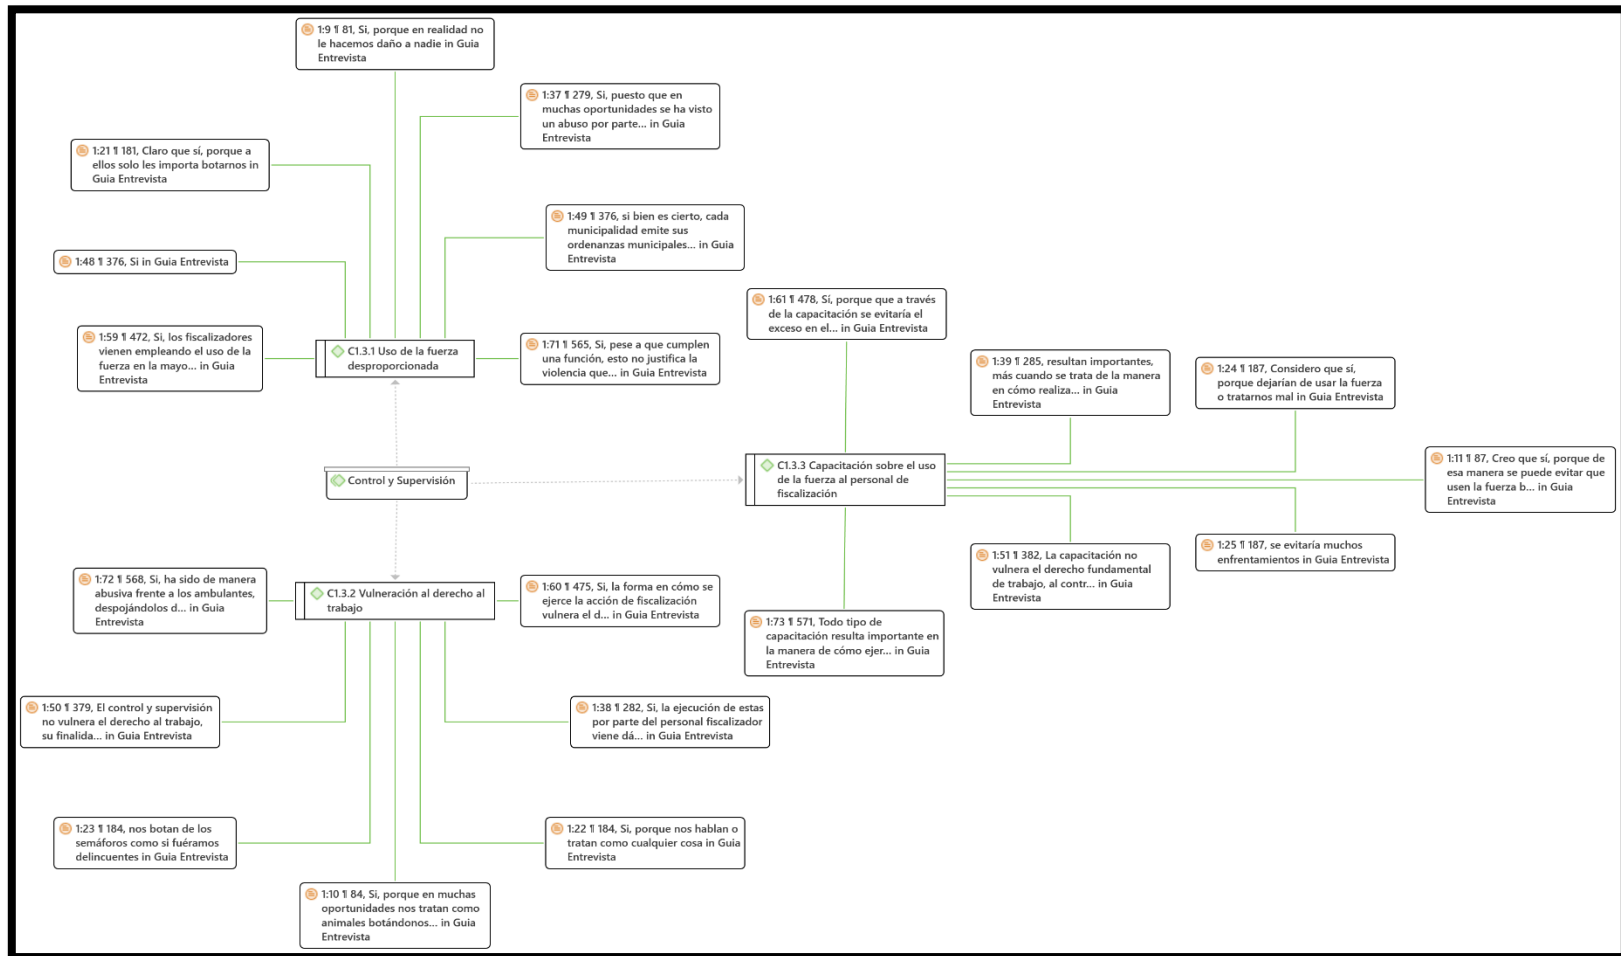 1:9 ¶ 81, Si, porque en realidad no
le hacemos daño a nadie in Guia
Entrevista
1:37 ¶ 279, Si, puesto que en
muchas oportunidades se ha visto
un abuso por parte... in Guia
Entrevista
1:21 ¶ 181, Claro que sí, porque a
ellos solo les importa botarnos in
Guia Entrevista
1:49 ¶ 376, si bien es cierto, cada
municipalidad emite sus
ordenanzas municipales... in Guia
Entrevista
1:48 ¶ 376, Si in Guia Entrevista
1:59 ¶ 472, Si, los fiscalizadores
vienen empleando el uso de la
fuerza en la mayo... in Guia
Entrevista
C1.3.1 Uso de la fuerza
desproporcionada
1:71 ¶ 565, Si, pese a que cumplen
una función, esto no justifica la
violencia que... in Guia Entrevista
1:61 ¶ 478, Sí, porque que a través
de la capacitación se evitaría el
exceso en el... in Guia Entrevista
1:39 ¶ 285, resultan importantes,
más cuando se trata de la manera
en cómo realiza... in Guia
Entrevista
1:24 ¶ 187, Considero que sí,
porque dejarían de usar la fuerza
o tratarnos mal in Guia Entrevista
Control y Supervisión
C1.3.3 Capacitación sobre el uso
de la fuerza al personal de
fiscalización
1:11 ¶ 87, Creo que sí, porque de
esa manera se puede evitar que
usen la fuerza b... in Guia
Entrevista
1:25 ¶ 187, se evitaría muchos
enfrentamientos in Guia Entrevista
1:51 ¶ 382, La capacitación no
vulnera el derecho fundamental
de trabajo, al contr... in Guia
Entrevista
1:73 ¶ 571, Todo tipo de
capacitación resulta importante en
la manera de cómo ejer... in Guia
Entrevista
1:72 ¶ 568, Si, ha sido de manera
abusiva frente a los ambulantes,
despojándolos d... in Guia
Entrevista
C1.3.2 Vulneración al derecho al
trabajo
1:60 ¶ 475, Si, la forma en cómo se
ejerce la acción de fiscalización
vulnera el d... in Guia Entrevista
1:50 ¶ 379, El control y supervisión
no vulnera el derecho al trabajo,
su finalida... in Guia Entrevista
1:38 ¶ 282, Si, la ejecución de estas
por parte del personal fiscalizador
viene dá... in Guia Entrevista
1:23 ¶ 184, nos botan de los
semáforos como si fuéramos
delincuentes in Guia Entrevista
1:22 ¶ 184, Si, porque nos hablan o
tratan como cualquier cosa in Guia
Entrevista
1:10 ¶ 84, Si, porque en muchas
oportunidades nos tratan como
animales botándonos... in Guia
Entrevista